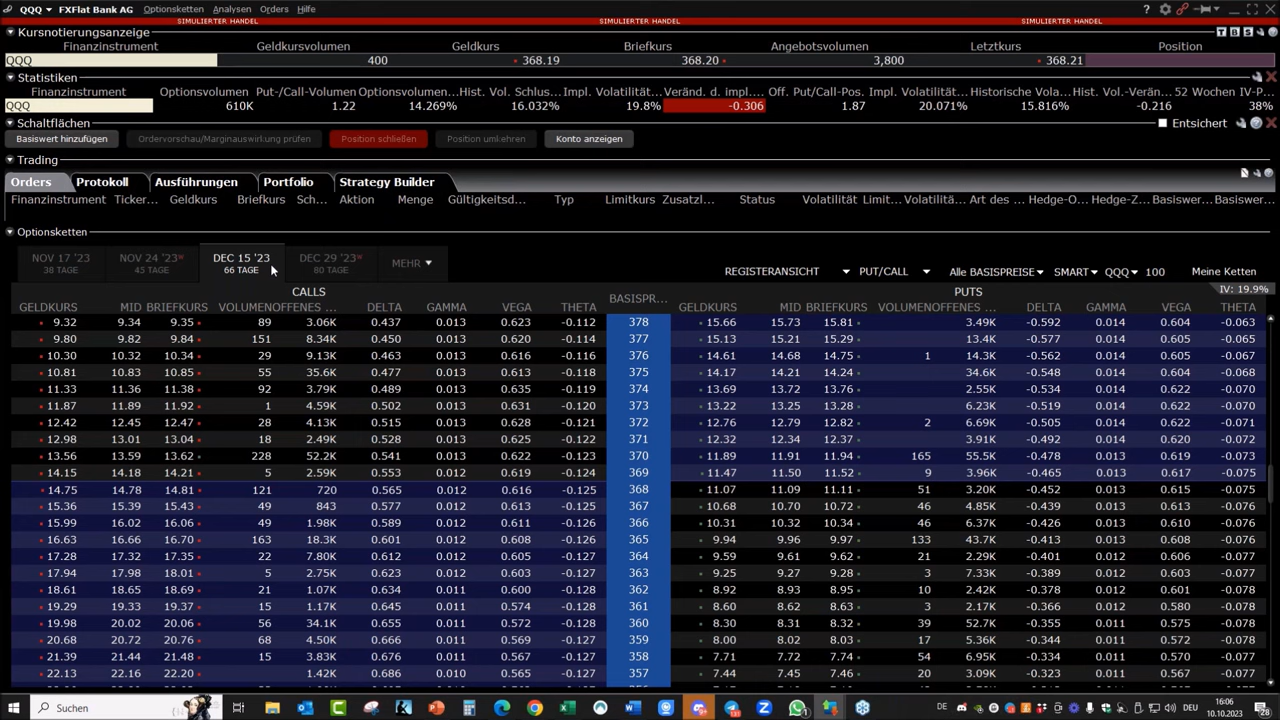 QQQ FXFlat Bank AG Optionsketten Analysen Orders Hilfe
SIMULIERTER HANDEL SIMULIERTER HANDEL SIMULIERTER HANDEL
Kursnotierungsanzeige
Finanzinstrument Geldkursvolumen Geldkurs Briefkurs Angebotsvolumen Letztkurs Position
QQQ 400 368.19 368.20 3,800 368.21
Statistiken
Finanzinstrument Optionsvolumen Put-/Call-Volumen Optionsvolumen... Hist. Vol. Schlus... Impl. Volatilität... Veränd. d. impl.... Off. Put/Call-Pos. Impl. Volatilität... Historische Vola... Hist. Vol.-Verän... 52 Wochen IV-P...
QQQ 610K 1.22 14.269% 16.032% 19.8% -0.306 1.87 20.071% 15.816% -0.216 38%
Schaltflächen Entsichert
Basiswert hinzufügen Ordervorschau/Marginauswirkung prüfen Position schließen Position umkehren Konto anzeigen
Trading
Orders Protokoll Ausführungen Portfolio Strategy Builder
Finanzinstrument Ticker... Geldkurs Briefkurs Sch... Aktion Menge Gültigkeitsd... Typ Limitkurs Zusatzl... Status Volatilität Limit... Volatilitä... Art des ... Hedge-O... Hedge-Z... Basiswer... Basiswer...
Optionsketten
NOV 17 '23 NOV 24 '23W DEC 15 '23 DEC 29 '23W MEHR
38 TAGE 45 TAGE 66 TAGE 80 TAGE
REGISTERANSICHT PUT/CALL Alle BASISPREISE SMART QQQ 100 Meine Ketten
CALLS BASISPR... PUTS IV: 19.9%
GELDKURS MID BRIEFKURS VOLUMEN OFFENES ... DELTA GAMMA VEGA THETA GELDKURS MID BRIEFKURS VOLUMEN OFFENES ... DELTA GAMMA VEGA THETA
9.32 9.34 9.35 89 3.06K 0.437 0.013 0.623 -0.112 378 15.66 15.73 15.81 3.49K -0.592 0.014 0.604 -0.063
9.80 9.82 9.84 151 8.34K 0.450 0.013 0.620 -0.114 377 15.13 15.21 15.29 13.4K -0.577 0.014 0.605 -0.065
10.30 10.32 10.34 29 9.13K 0.463 0.013 0.616 -0.116 376 14.61 14.68 14.75 1 14.3K -0.562 0.014 0.605 -0.067
10.81 10.83 10.85 55 35.6K 0.477 0.013 0.613 -0.118 375 14.17 14.21 14.24 34.6K -0.548 0.014 0.606 -0.068
11.33 11.36 11.38 92 3.79K 0.489 0.013 0.635 -0.119 374 13.69 13.72 13.76 2.55K -0.534 0.014 0.622 -0.070
11.87 11.89 11.92 1 4.59K 0.502 0.013 0.631 -0.120 373 13.22 13.25 13.28 6.23K -0.519 0.014 0.622 -0.070
12.42 12.45 12.47 28 4.13K 0.515 0.013 0.628 -0.121 372 12.76 12.79 12.82 2 6.69K -0.505 0.014 0.622 -0.071
12.98 13.01 13.04 18 2.49K 0.528 0.013 0.625 -0.122 371 12.32 12.34 12.37 3.91K -0.492 0.014 0.620 -0.072
13.56 13.59 13.62 228 52.2K 0.541 0.013 0.622 -0.123 370 11.89 11.91 11.94 165 55.5K -0.478 0.014 0.619 -0.073
14.15 14.18 14.21 5 2.59K 0.553 0.012 0.619 -0.124 369 11.47 11.50 11.52 9 3.96K -0.465 0.014 0.617 -0.075
14.75 14.78 14.81 121 720 0.565 0.012 0.616 -0.125 368 11.07 11.09 11.11 51 3.20K -0.452 0.013 0.615 -0.075
15.36 15.39 15.43 49 843 0.577 0.012 0.613 -0.125 367 10.68 10.70 10.72 46 4.85K -0.439 0.013 0.613 -0.076
15.99 16.02 16.06 49 1.98K 0.589 0.012 0.611 -0.126 366 10.31 10.32 10.34 46 6.37K -0.426 0.013 0.610 -0.076
16.63 16.66 16.70 163 18.3K 0.601 0.012 0.608 -0.126 365 9.94 9.96 9.97 133 43.7K -0.413 0.013 0.608 -0.076
17.28 17.32 17.35 22 7.80K 0.612 0.012 0.605 -0.126 364 9.59 9.61 9.62 21 2.29K -0.401 0.013 0.606 -0.077
17.94 17.98 18.01 5 2.75K 0.623 0.012 0.602 -0.127 363 9.25 9.27 9.28 3 7.33K -0.389 0.012 0.603 -0.077
18.61 18.65 18.69 21 1.07K 0.634 0.011 0.600 -0.128 362 8.92 8.93 8.95 10 2.42K -0.378 0.012 0.601 -0.078
19.29 19.33 19.37 15 1.17K 0.645 0.011 0.574 -0.128 361 8.60 8.62 8.63 3 2.17K -0.366 0.012 0.580 -0.078
19.98 20.02 20.06 56 34.1K 0.655 0.011 0.572 -0.127 360 8.30 8.31 8.32 39 52.7K -0.355 0.012 0.575 -0.078
20.68 20.72 20.76 68 4.50K 0.666 0.011 0.569 -0.127 359 8.00 8.02 8.03 17 5.36K -0.344 0.011 0.572 -0.078
21.39 21.44 21.48 15 3.83K 0.676 0.011 0.567 -0.127 358 7.71 7.72 7.74 54 6.95K -0.334 0.011 0.570 -0.077
22.13 22.16 22.20 1.42K 0.686 0.010 0.565 -0.127 357 7.44 7.45 7.46 20 3.09K -0.323 0.011 0.568 -0.077
Suchen DE DEU 16:06
10.10.2023 28